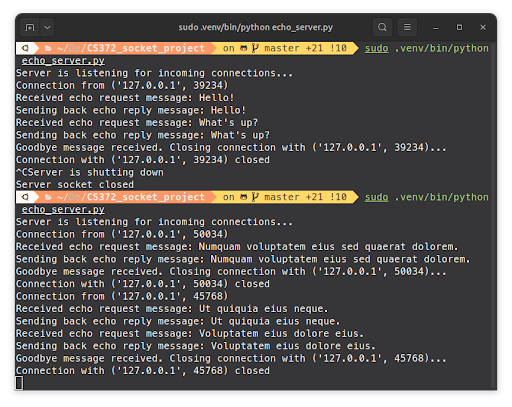 sudo .venv/bin/python echo_server.py
CS372_socket_project on master +21 !10 sudo .venv/bin/python
echo_server.py
Server is listening for incoming connections...
Connection from ('127.0.0.1', 39234)
Received echo request message: Hello!
Sending back echo reply message: Hello!
Received echo request message: What's up?
Sending back echo reply message: What's up?
Goodbye message received. Closing connection with ('127.0.0.1', 39234)...
Connection with ('127.0.0.1', 39234) closed
^CServer is shutting down
Server socket closed
CS372_socket_project on master +21 !10 sudo .venv/bin/python
echo_server.py
Server is listening for incoming connections...
Connection from ('127.0.0.1', 50034)
Received echo request message: Numquam voluptatem eius sed quaerat dolorem.
Sending back echo reply message: Numquam voluptatem eius sed quaerat dolorem.
Goodbye message received. Closing connection with ('127.0.0.1', 50034)...
Connection with ('127.0.0.1', 50034) closed
Connection from ('127.0.0.1', 45768)
Received echo request message: Ut quiquia eius neque.
Sending back echo reply message: Ut quiquia eius neque.
Received echo request message: Voluptatem eius dolore eius.
Sending back echo reply message: Voluptatem eius dolore eius.
Goodbye message received. Closing connection with ('127.0.0.1', 45768)...
Connection with ('127.0.0.1', 45768) closed